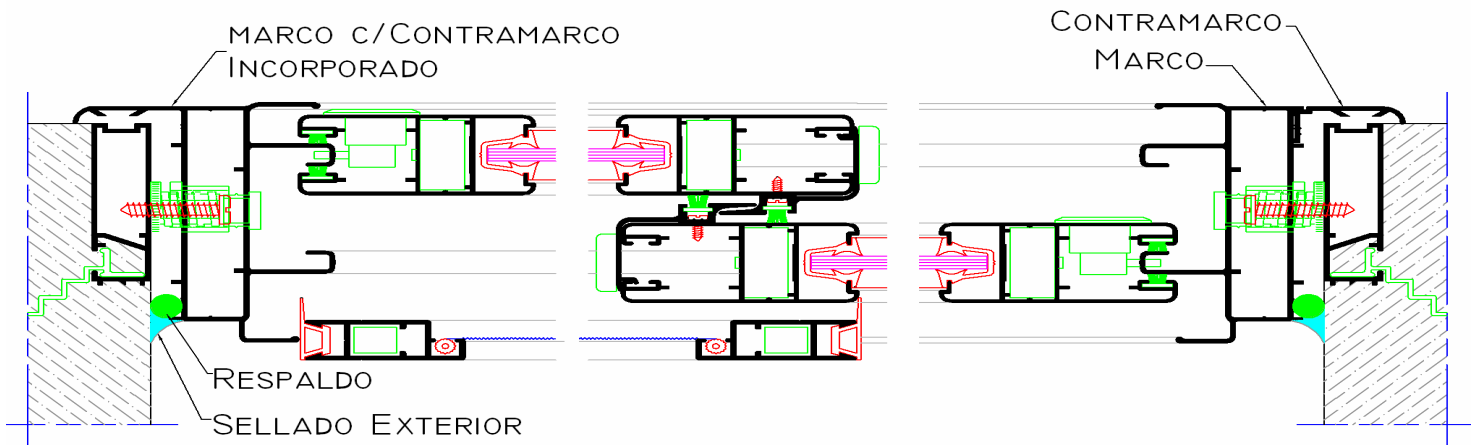 MARCO C/CONTRAMARCO
INCORPORADO
CONTRAMARCO
MARCO
RESPALDO
SELLADO EXTERIOR